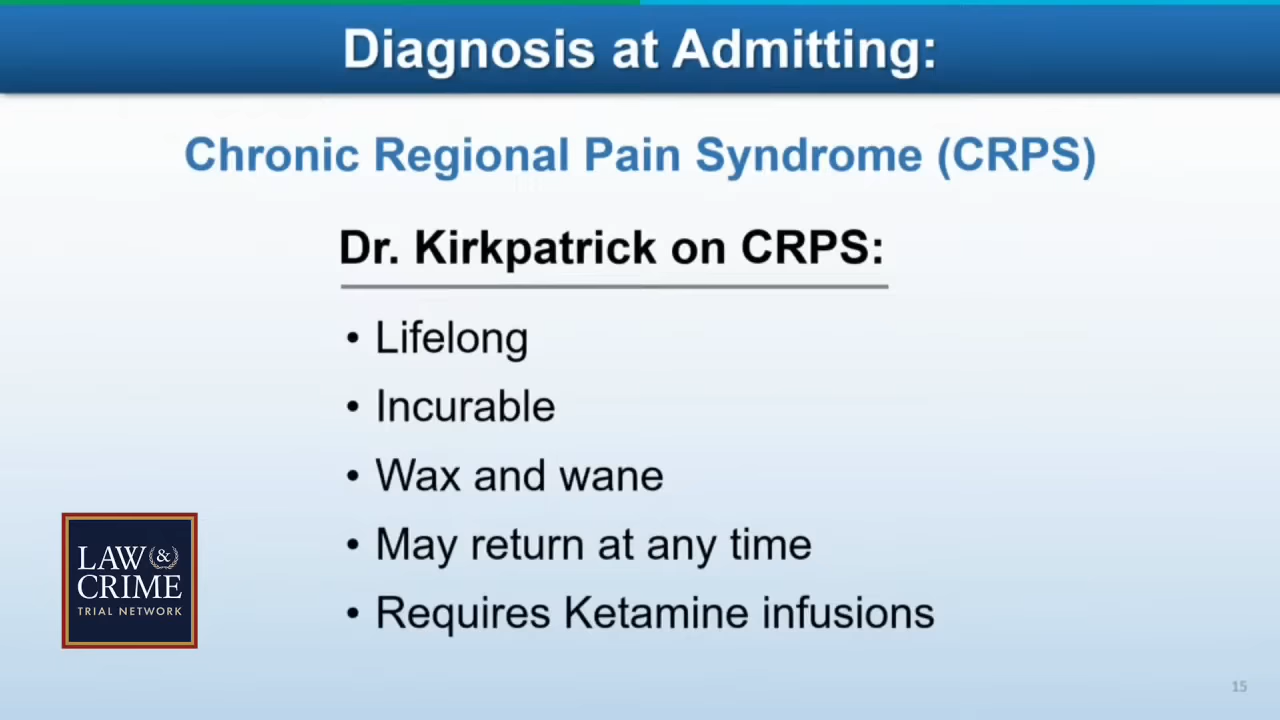 Diagnosis at Admitting:
Chronic Regional Pain Syndrome (CRPS)
Dr. Kirkpatrick on CRPS:
• Lifelong
• Incurable
• Wax and wane
• May return at any time
• Requires Ketamine infusions
LAW &
CRIME
TRIAL NETWORK
15